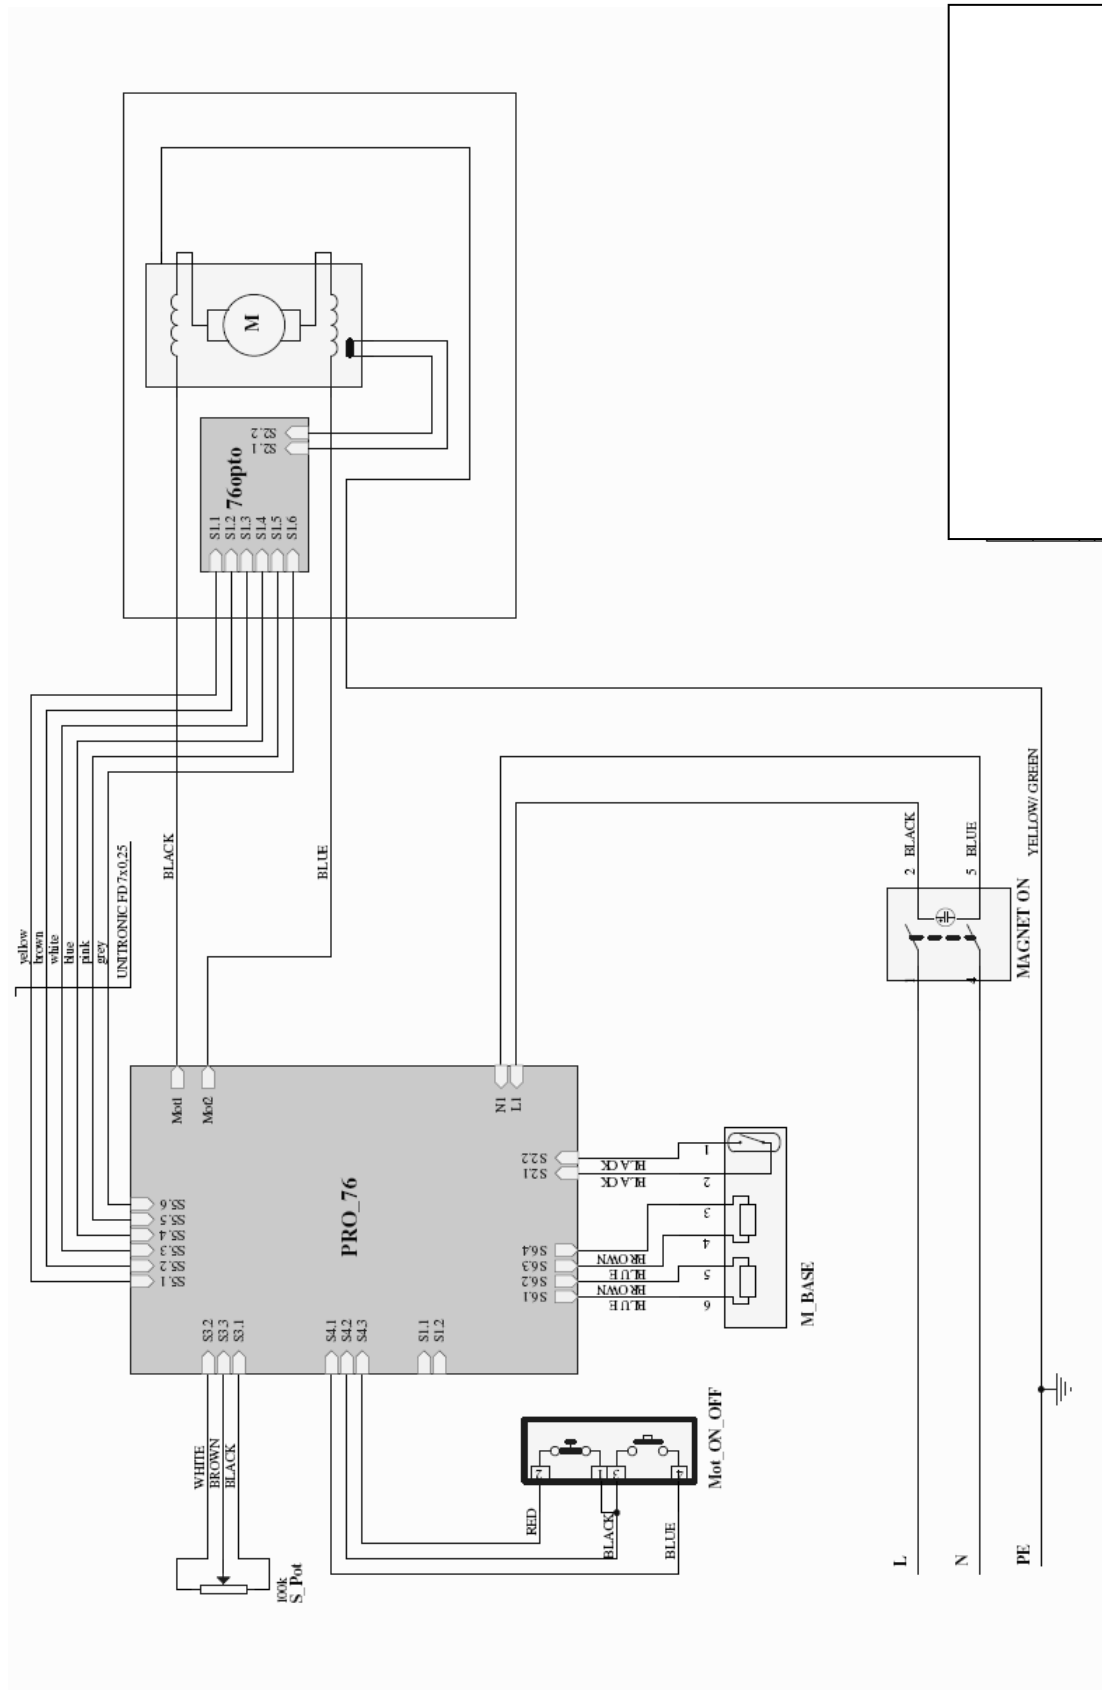 yellow
brown
white
blue
pink
grey
UNITRONIC FD 7x0,25
BLACK
BLUE
M
76opto
S2.2
S2.1
S1.1
S1.2
S1.3
S1.4
S1.5
S1.6
PRO_76
Mot1
Mot2
N1
L1
S5.6
S5.5
S5.4
S5.3
S5.2
S5.1
S2.2
S2.1
S6.4
S6.3
S6.2
S6.1
S3.2
S3.3
S3.1
S4.1
S4.2
S4.3
S1.1
S1.2
BLACK
BLACK
BROWN
BLUE
BROWN
BLUE
1
2
3
4
5
6
M_BASE
WHITE
BROWN
BLACK
100k
S_Pot
RED
BLACK
BLUE
2
1
3
4
Mot_ON_OFF
2 BLACK
5 BLUE
YELLOW/ GREEN
MAGNET ON
1
4
L
N
PE